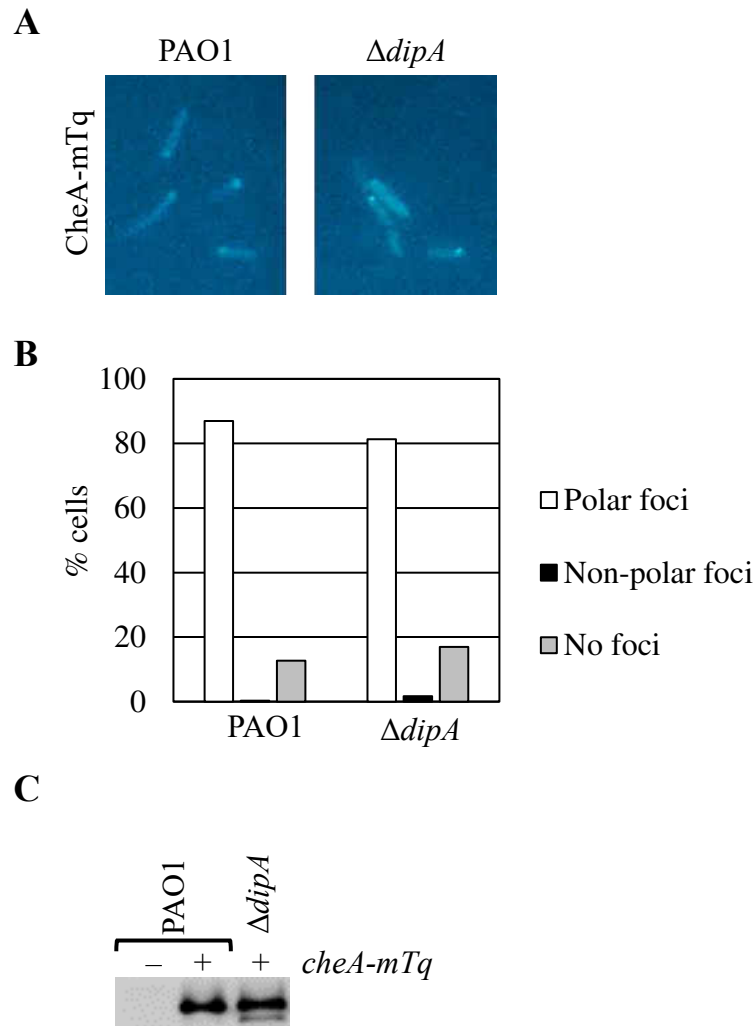 A
PAO1 ΔdipA
CheA-mTq
B
100
80
60
40
20
0
% cells
PAO1 ΔdipA
Polar foci
Non-polar foci
No foci
C
PAO1 ΔdipA
– + + cheA-mTq